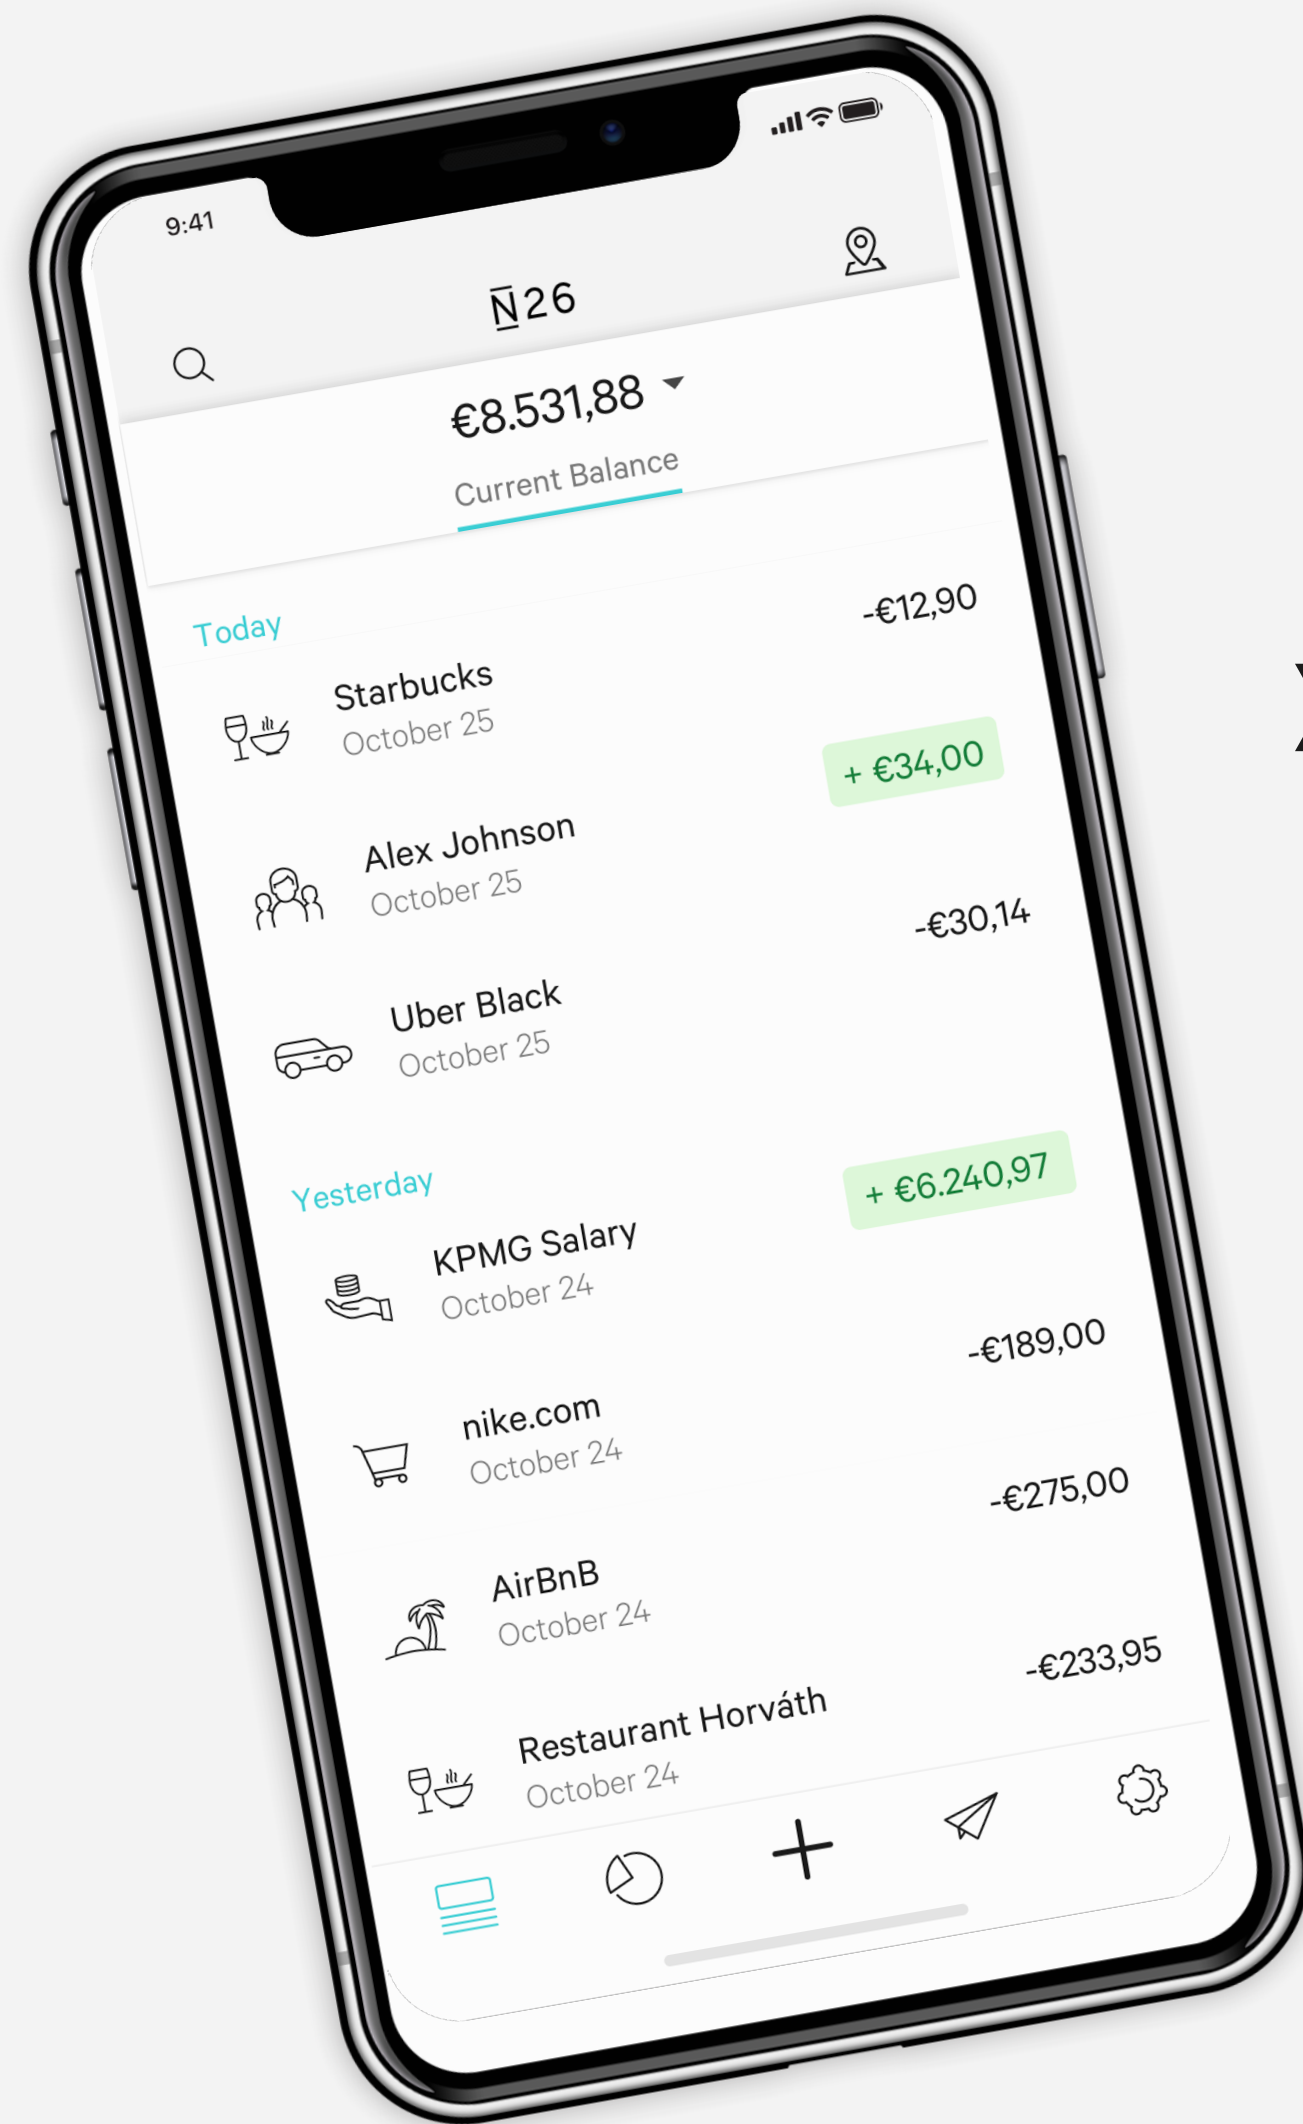 9:41
N26
€8.531,88
Current Balance
Today
Starbucks
-€12,90
October 25
Alex Johnson
+ €34,00
October 25
Uber Black
-€30,14
October 25
Yesterday
KPMG Salary
+ €6.240,97
October 24
nike.com
-€189,00
October 24
AirBnB
-€275,00
October 24
Restaurant Horváth
-€233,95
October 24